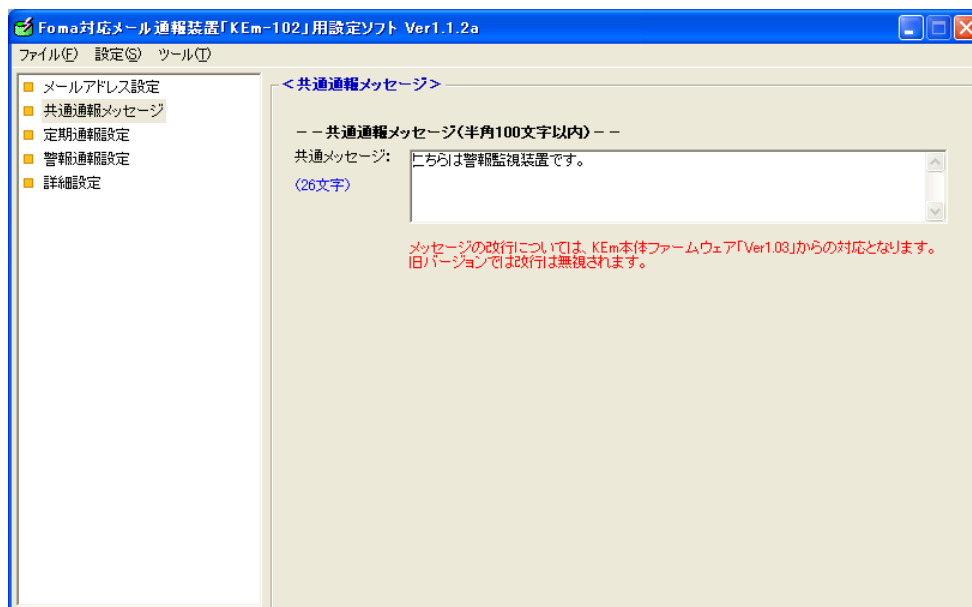 Foma対応メール通報装置「KEm-102」用設定ソフト Ver1.1.2a
ファイル(F) 設定(S) ツール(T)
メールアドレス設定
共通通報メッセージ
定期通報設定
警報通報設定
詳細設定
＜共通通報メッセージ＞
－－共通通報メッセージ(半角100文字以内)－－
共通メッセージ:
こちらは警報監視装置です。
(26文字)
メッセージの改行については、KEm本体ファームウェア「Ver1.03」からの対応となります。
旧バージョンでは改行は無視されます。